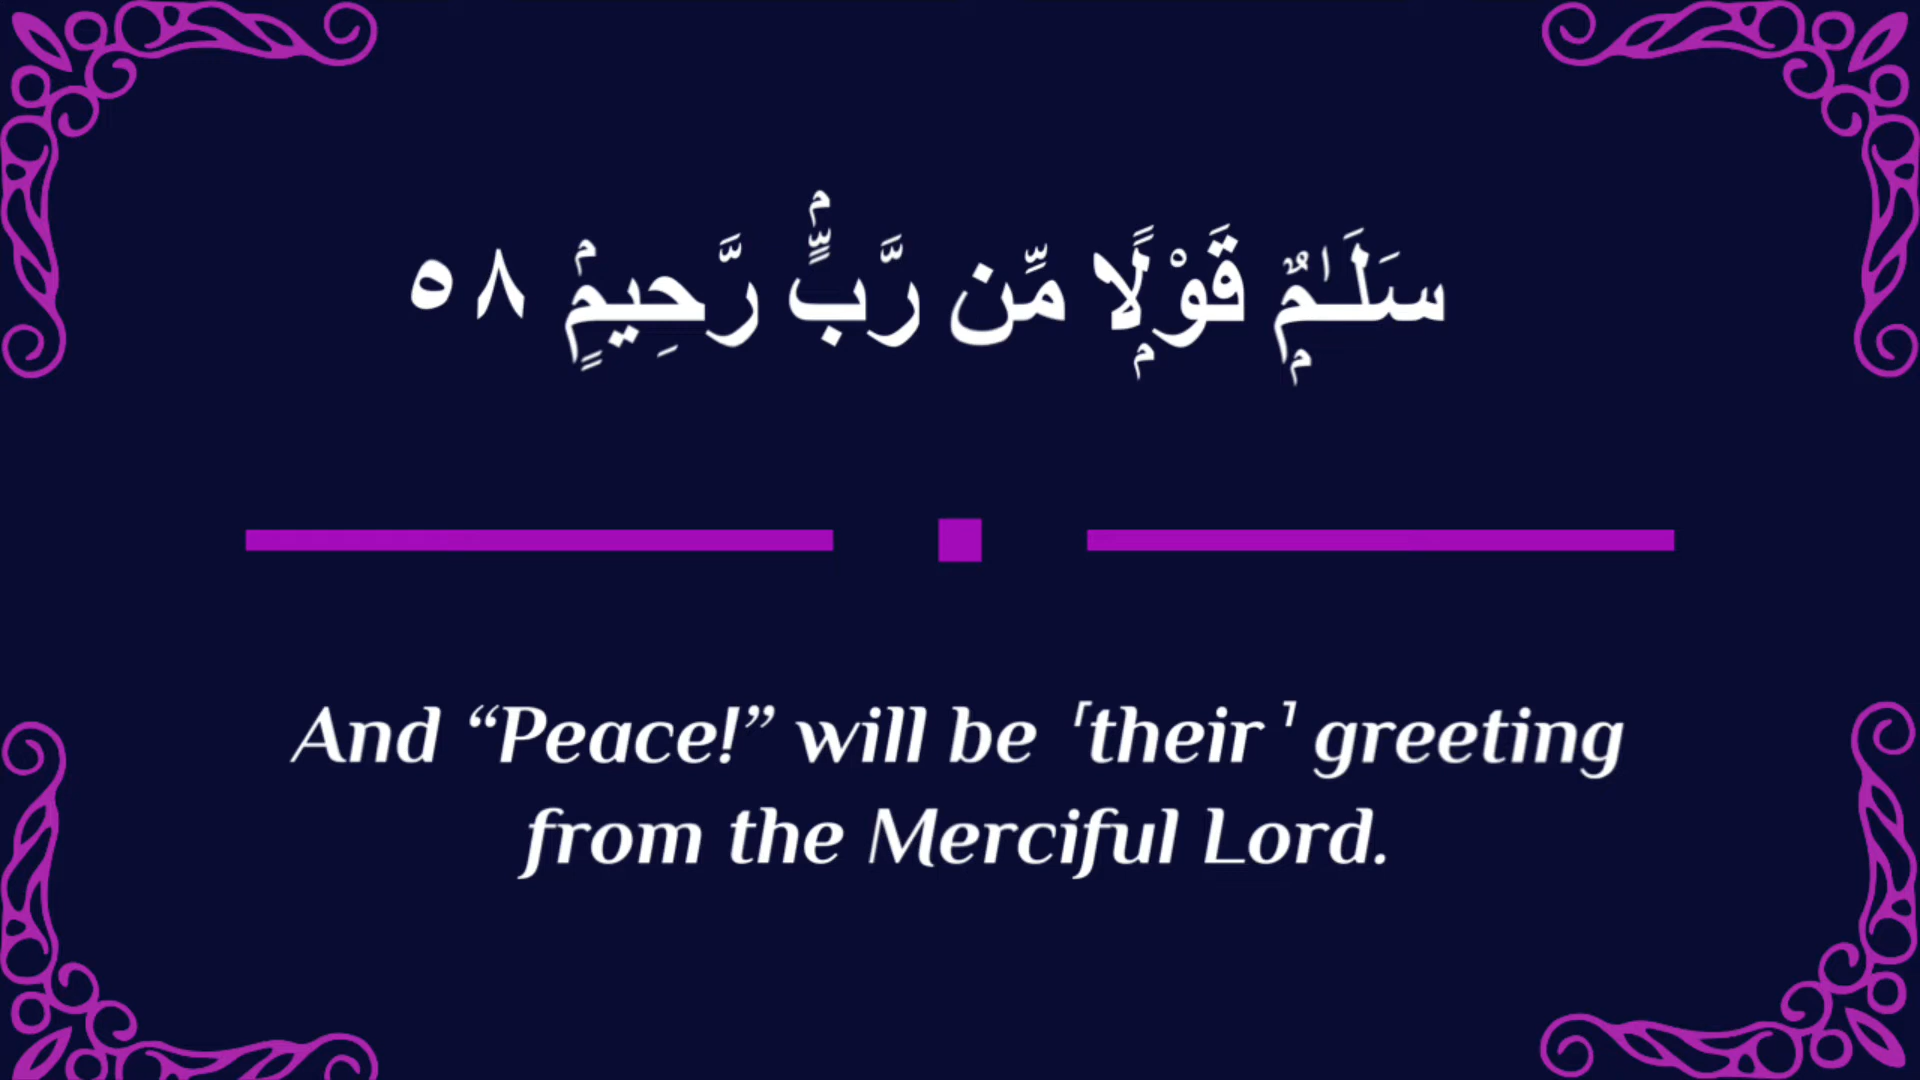 سَلَـٰمٌۭ قَوْلًۭا مِّن رَّبٍّۢ رَّحِيمٍۢ ٥٨
And “Peace!” will be ˹their˺ greeting
from the Merciful Lord.